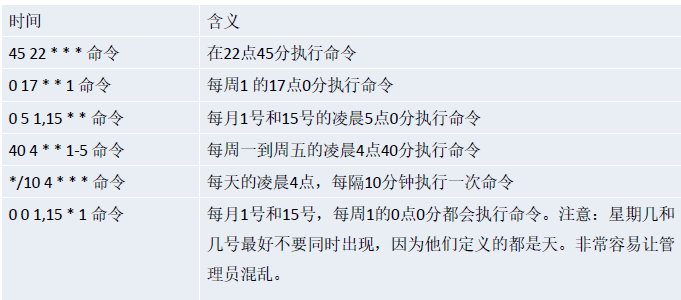 时间 含义
45 22 * * * 命令 在22点45分执行命令
0 17 * * 1 命令 每周1 的17点0分执行命令
0 5 1,15 * * 命令 每月1号和15号的凌晨5点0分执行命令
40 4 * * 1-5 命令 每周一到周五的凌晨4点40分执行命令
*/10 4 * * * 命令 每天的凌晨4点，每隔10分钟执行一次命令
0 0 1,15 * 1 命令 每月1号和15号，每周1的0点0分都会执行命令。注意：星期几和
几号最好不要同时出现，因为他们定义的都是天。非常容易让管
理员混乱。